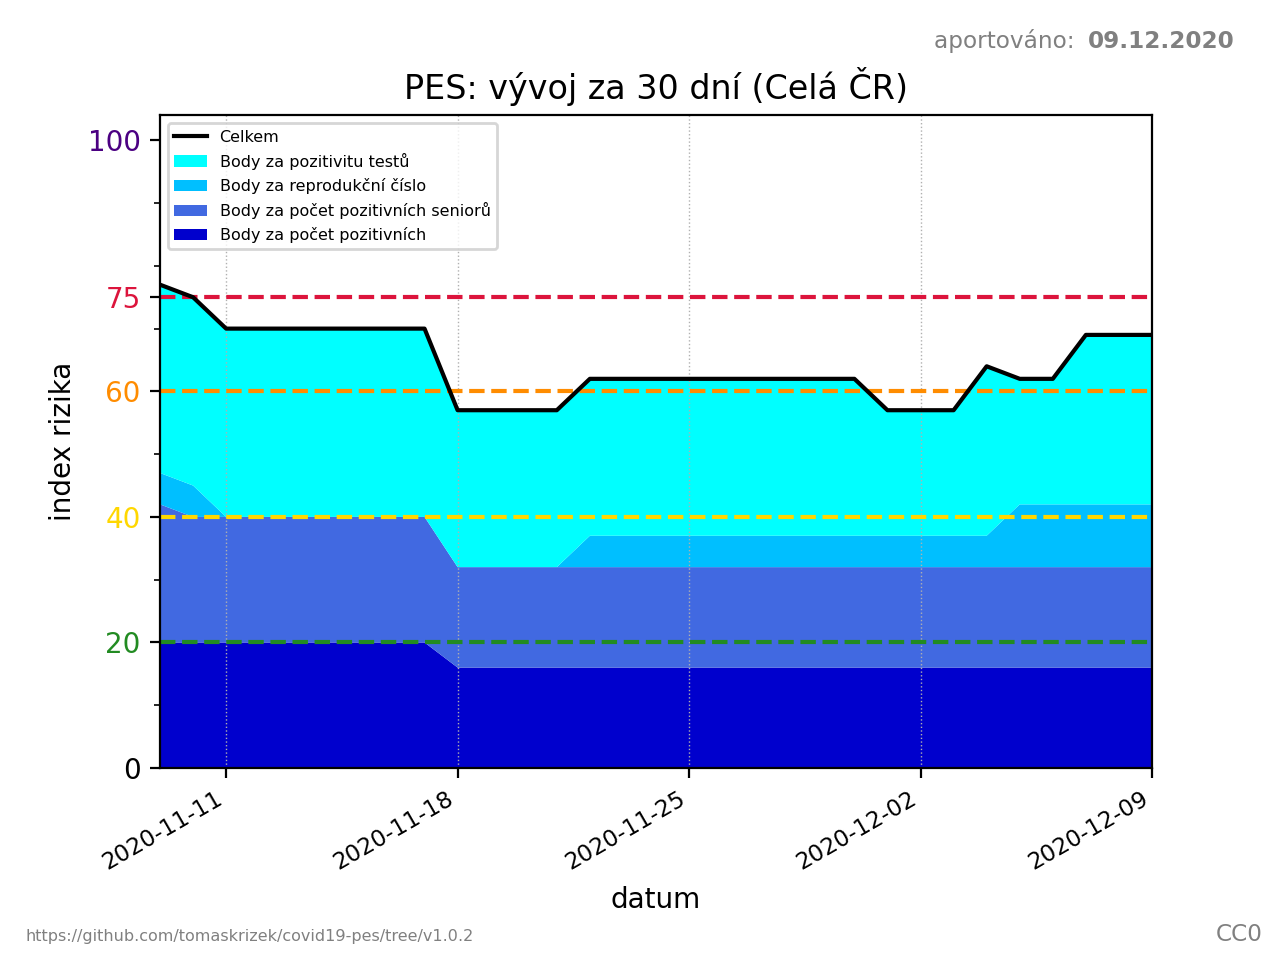 aportováno: 09.12.2020
PES: vývoj za 30 dní (Celá ČR)
Celkem
Body za pozitivitu testů
Body za reprodukční číslo
Body za počet pozitivních seniorů
Body za počet pozitivních
100
75
60
40
20
0
index rizika
2020-11-11
2020-11-18
2020-11-25
2020-12-02
2020-12-09
datum
https://github.com/tomaskrizek/covid19-pes/tree/v1.0.2
CC0